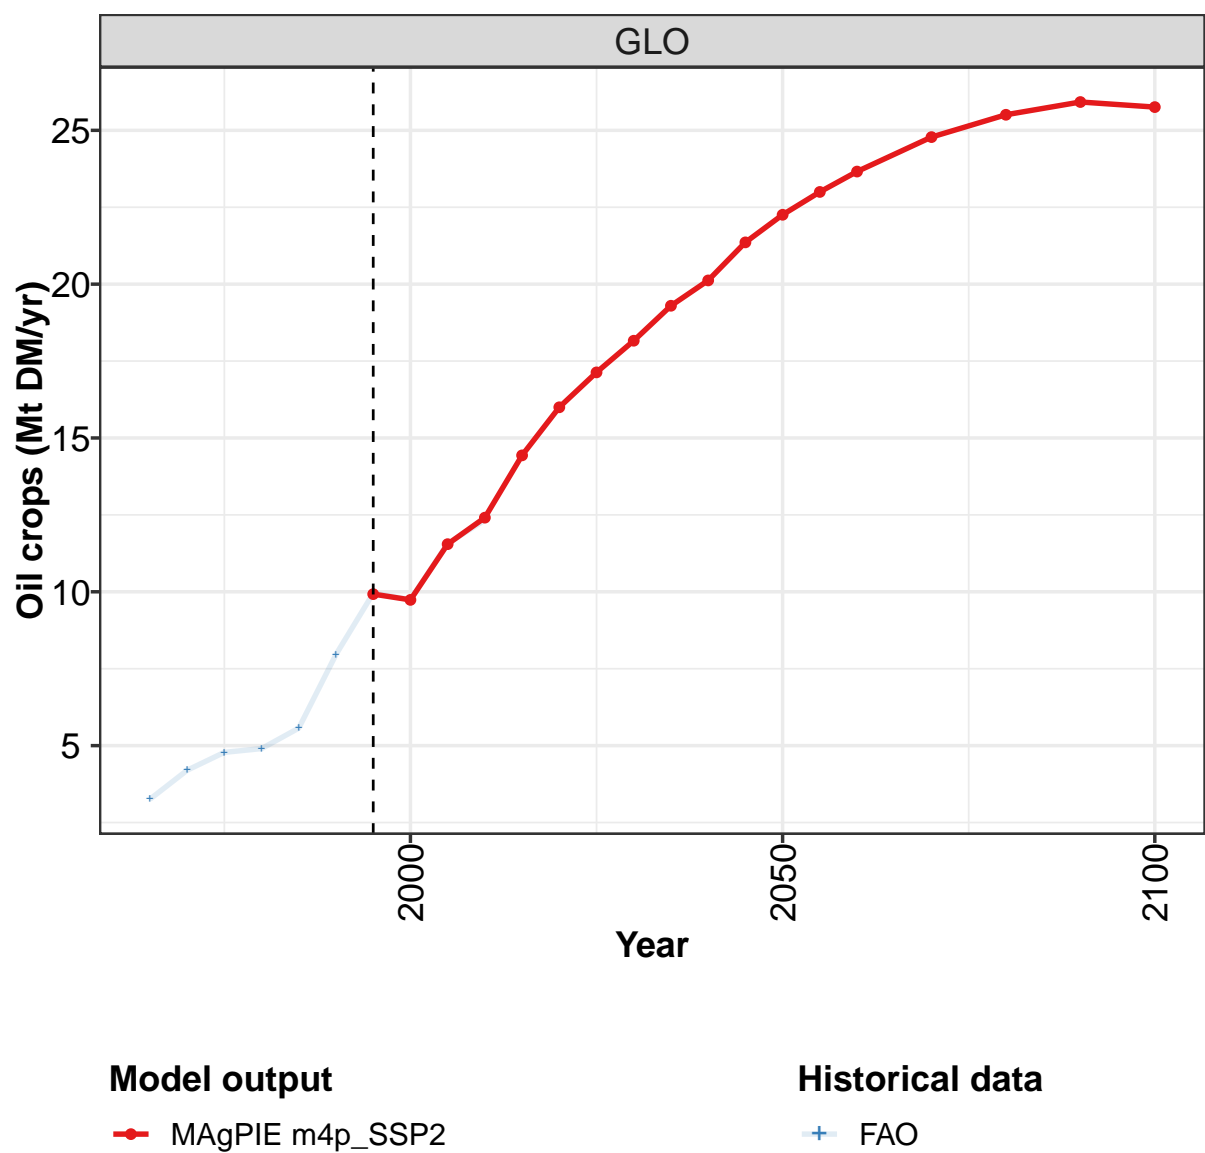 GLO
Oil crops (Mt DM/yr)
25
20
15
10
5
2000
2050
2100
Year
Model output
MAgPIE m4p_SSP2
Historical data
FAO